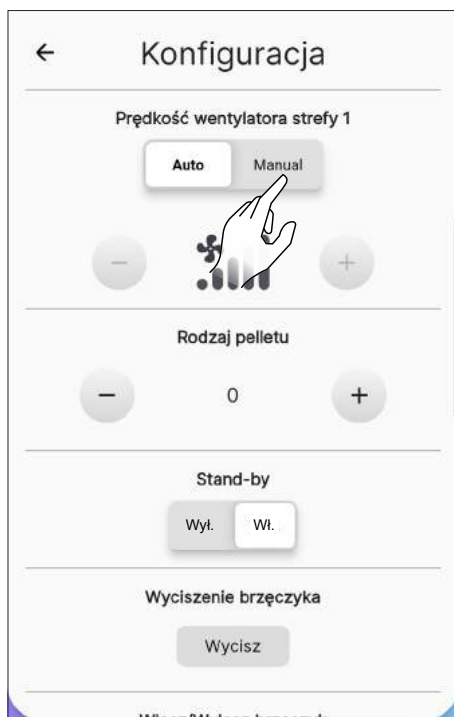 Konfiguracja
Prędkość wentylatora strefy 1
Auto Manual
Rodzaj pelletu
0
Stand-by
Wył. Wł.
Wyciszenie brzęczyka
Wycisz